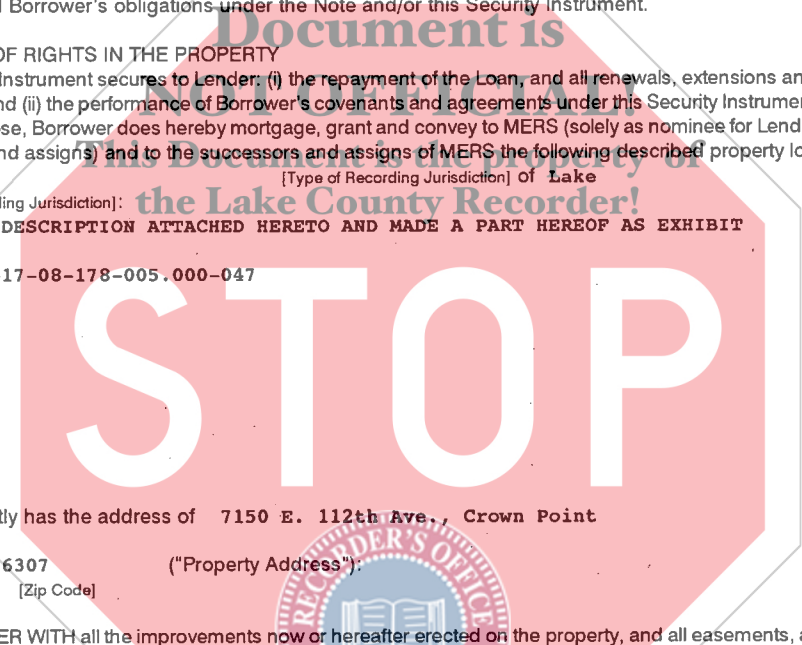 Borrower's obligations under the Note and/or this Security Instrument.
Document is
OF RIGHTS IN THE PROPERTY
Instrument secures to Lender: (i) the repayment of the Loan, and all renewals, extensions an
NOT OFFICIAL!
nd (ii) the performance of Borrower's covenants and agreements under this Security Instrumen
se, Borrower does hereby mortgage, grant and convey to MERS (solely as nominee for Lend
nd assigns) and to the successors and assigns of MERS the following described property lo
This Document is the property of
[Type of Recording Jurisdiction] of Lake
ling Jurisdiction]:
the Lake County Recorder!
DESCRIPTION ATTACHED HERETO AND MADE A PART HEREOF AS EXHIBIT
17-08-178-005.000-047
STOP
tly has the address of 7150 E. 112th Ave., Crown Point
6307 ("Property Address"):
[Zip Code]
RECORDER'S OFFICE
ER WITH all the improvements now or hereafter erected on the property, and all easements, a